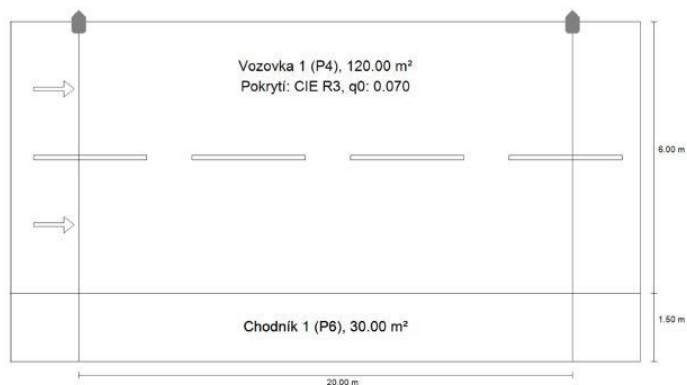 Vozovka 1 (P4), 120.00 m²
Pokrytí: CIE R3, q0: 0.070
6.00 m
Chodník 1 (P6), 30.00 m²
1.50 m
20.00 m